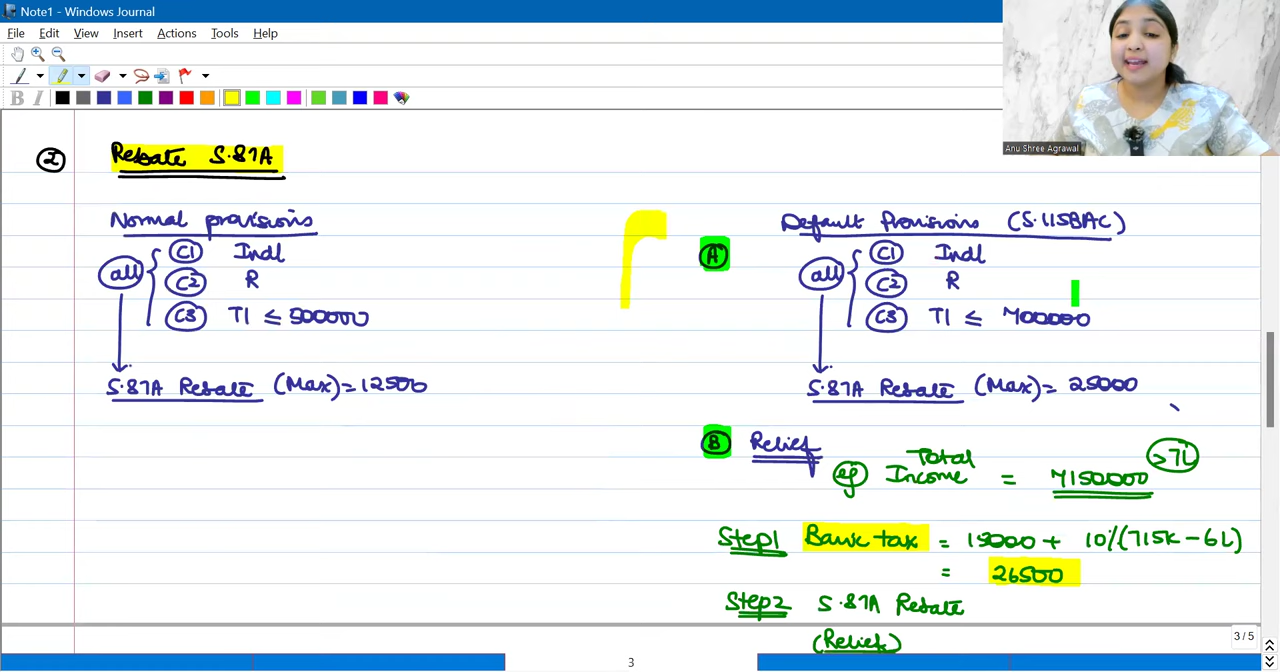 Note1 - Windows Journal
File Edit View Insert Actions Tools Help
B I
Anu Shree Agrawal
2 Rebate S.87A
Normal provisions
all
C1 Indl
C2 R
C3 TI ≤ 500000
S.87A Rebate (Max) = 12500
A Default Provisions (S.115BAC)
all
C1 Indl
C2 R
C3 TI ≤ 700000
S.87A Rebate (Max) = 25000
B Relief
eg Total Income = 7150000 >7L
Step1 Basic tax = 15000 + 10%(715K-6L)
= 26500
Step2 S.87A Rebate
(Relief)
3 / 5
3